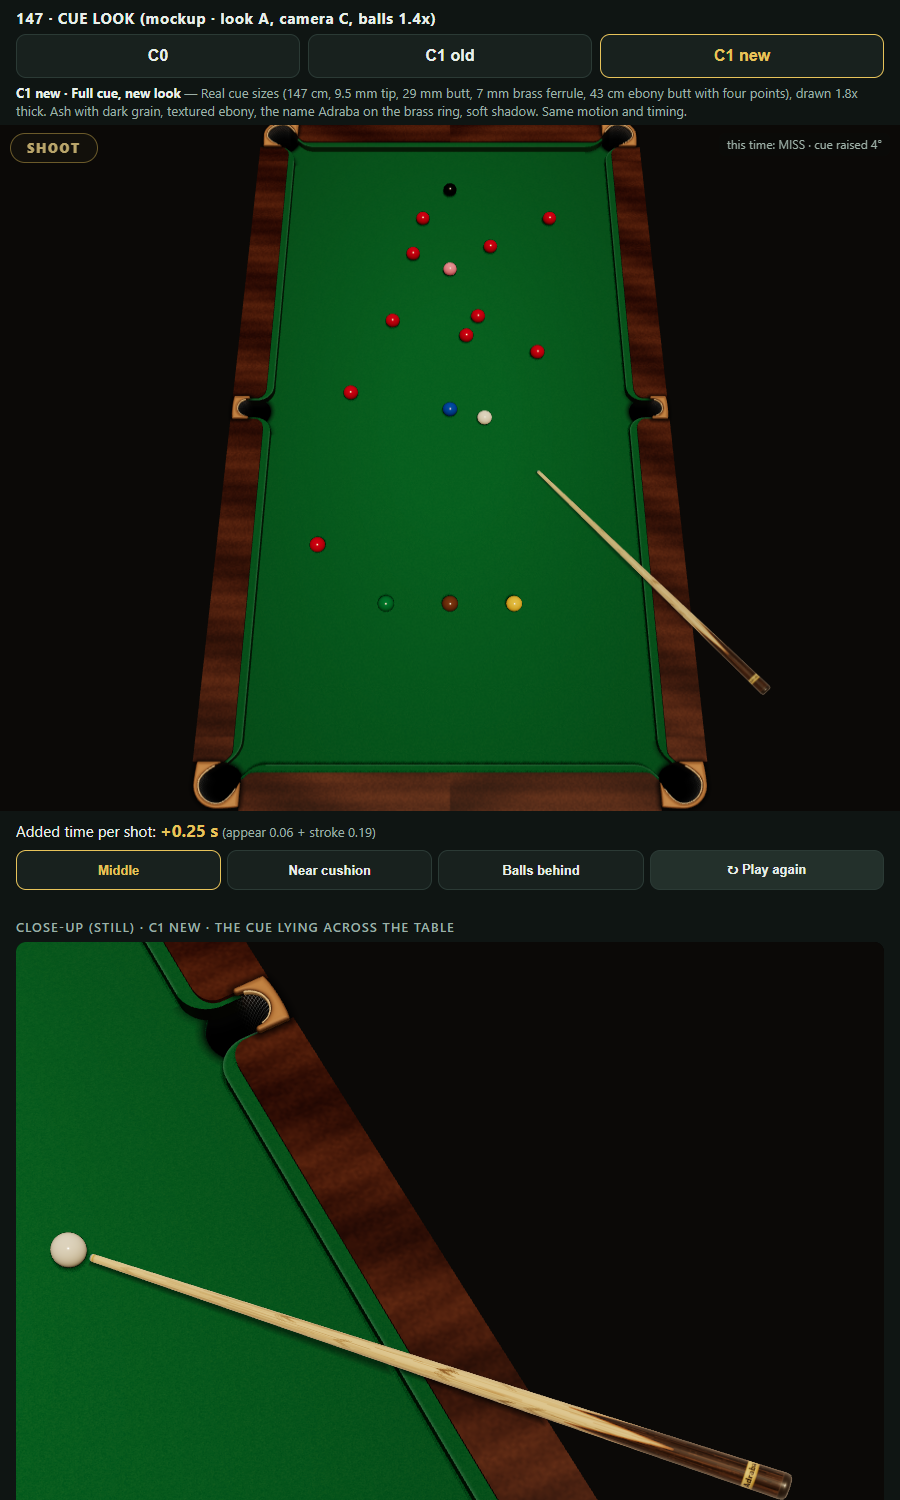 147 · CUE LOOK (mockup · look A, camera C, balls 1.4x)
C0
C1 old
C1 new
C1 new · Full cue, new look — Real cue sizes (147 cm, 9.5 mm tip, 29 mm butt, 7 mm brass ferrule, 43 cm ebony butt with four points), drawn 1.8x
thick. Ash with dark grain, textured ebony, the name Adraba on the brass ring, soft shadow. Same motion and timing.
SHOOT
this time: MISS · cue raised 4°
Added time per shot: +0.25 s (appear 0.06 + stroke 0.19)
Middle
Near cushion
Balls behind
↻ Play again
CLOSE-UP (STILL) · C1 NEW · THE CUE LYING ACROSS THE TABLE